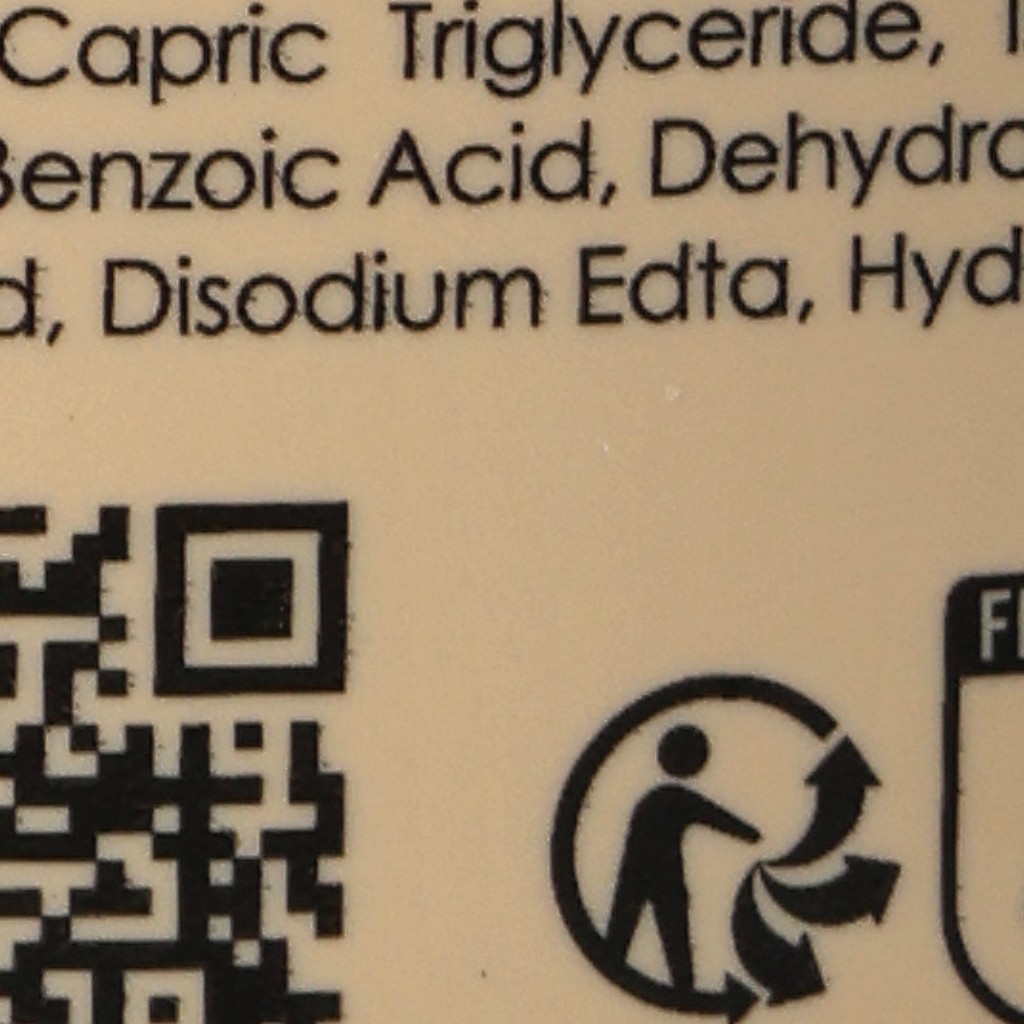 Capric Triglyceride,
Benzoic Acid, Dehydro
d, Disodium Edta, Hyd
F